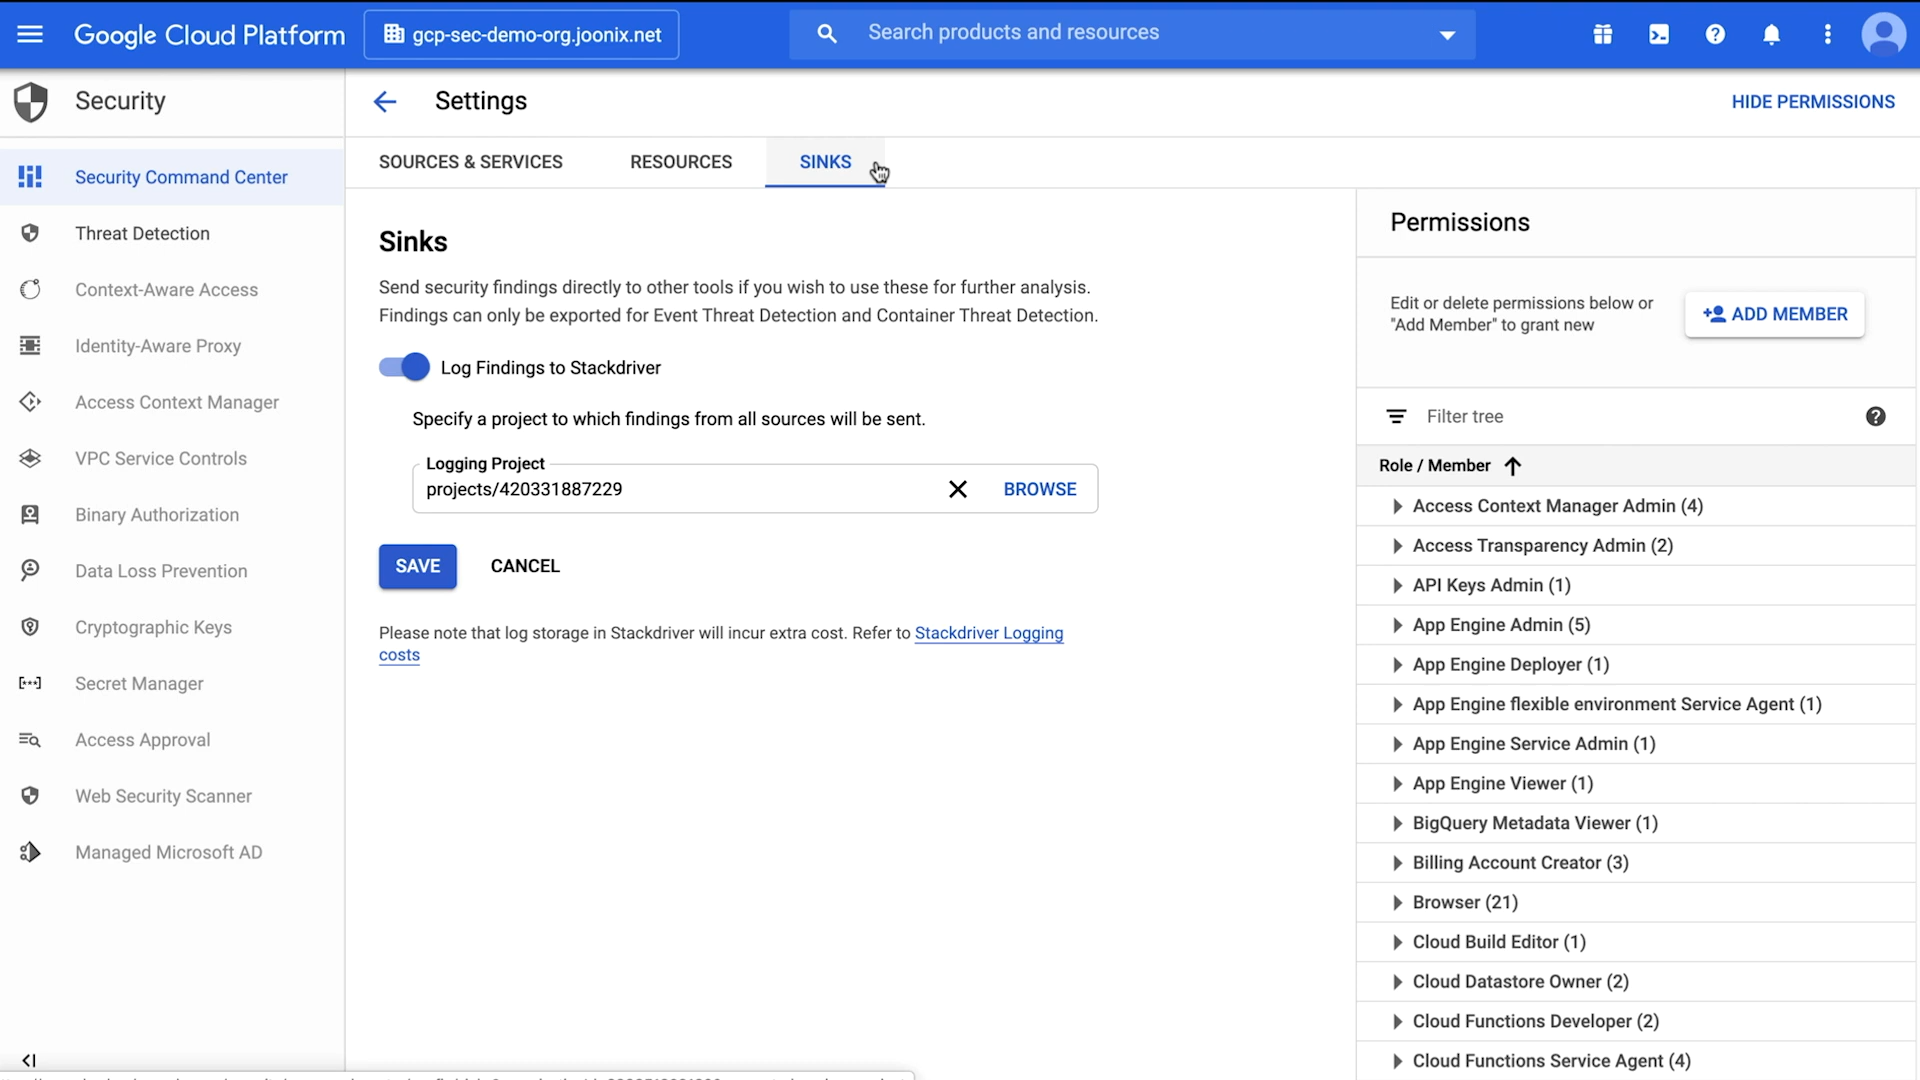 Google Cloud Platform
gcp-sec-demo-org.joonix.net
Search products and resources
Security
Settings
HIDE PERMISSIONS
SOURCES & SERVICES
RESOURCES
SINKS
Security Command Center
Threat Detection
Context-Aware Access
Identity-Aware Proxy
Access Context Manager
VPC Service Controls
Binary Authorization
Data Loss Prevention
Cryptographic Keys
Secret Manager
Access Approval
Web Security Scanner
Managed Microsoft AD
Sinks
Send security findings directly to other tools if you wish to use these for further analysis.
Findings can only be exported for Event Threat Detection and Container Threat Detection.
Log Findings to Stackdriver
Specify a project to which findings from all sources will be sent.
Logging Project
projects/420331887229
BROWSE
SAVE
CANCEL
Please note that log storage in Stackdriver will incur extra cost. Refer to Stackdriver Logging
costs
Permissions
Edit or delete permissions below or
"Add Member" to grant new
ADD MEMBER
Filter tree
Role / Member
Access Context Manager Admin (4)
Access Transparency Admin (2)
API Keys Admin (1)
App Engine Admin (5)
App Engine Deployer (1)
App Engine flexible environment Service Agent (1)
App Engine Service Admin (1)
App Engine Viewer (1)
BigQuery Metadata Viewer (1)
Billing Account Creator (3)
Browser (21)
Cloud Build Editor (1)
Cloud Datastore Owner (2)
Cloud Functions Developer (2)
Cloud Functions Service Agent (4)